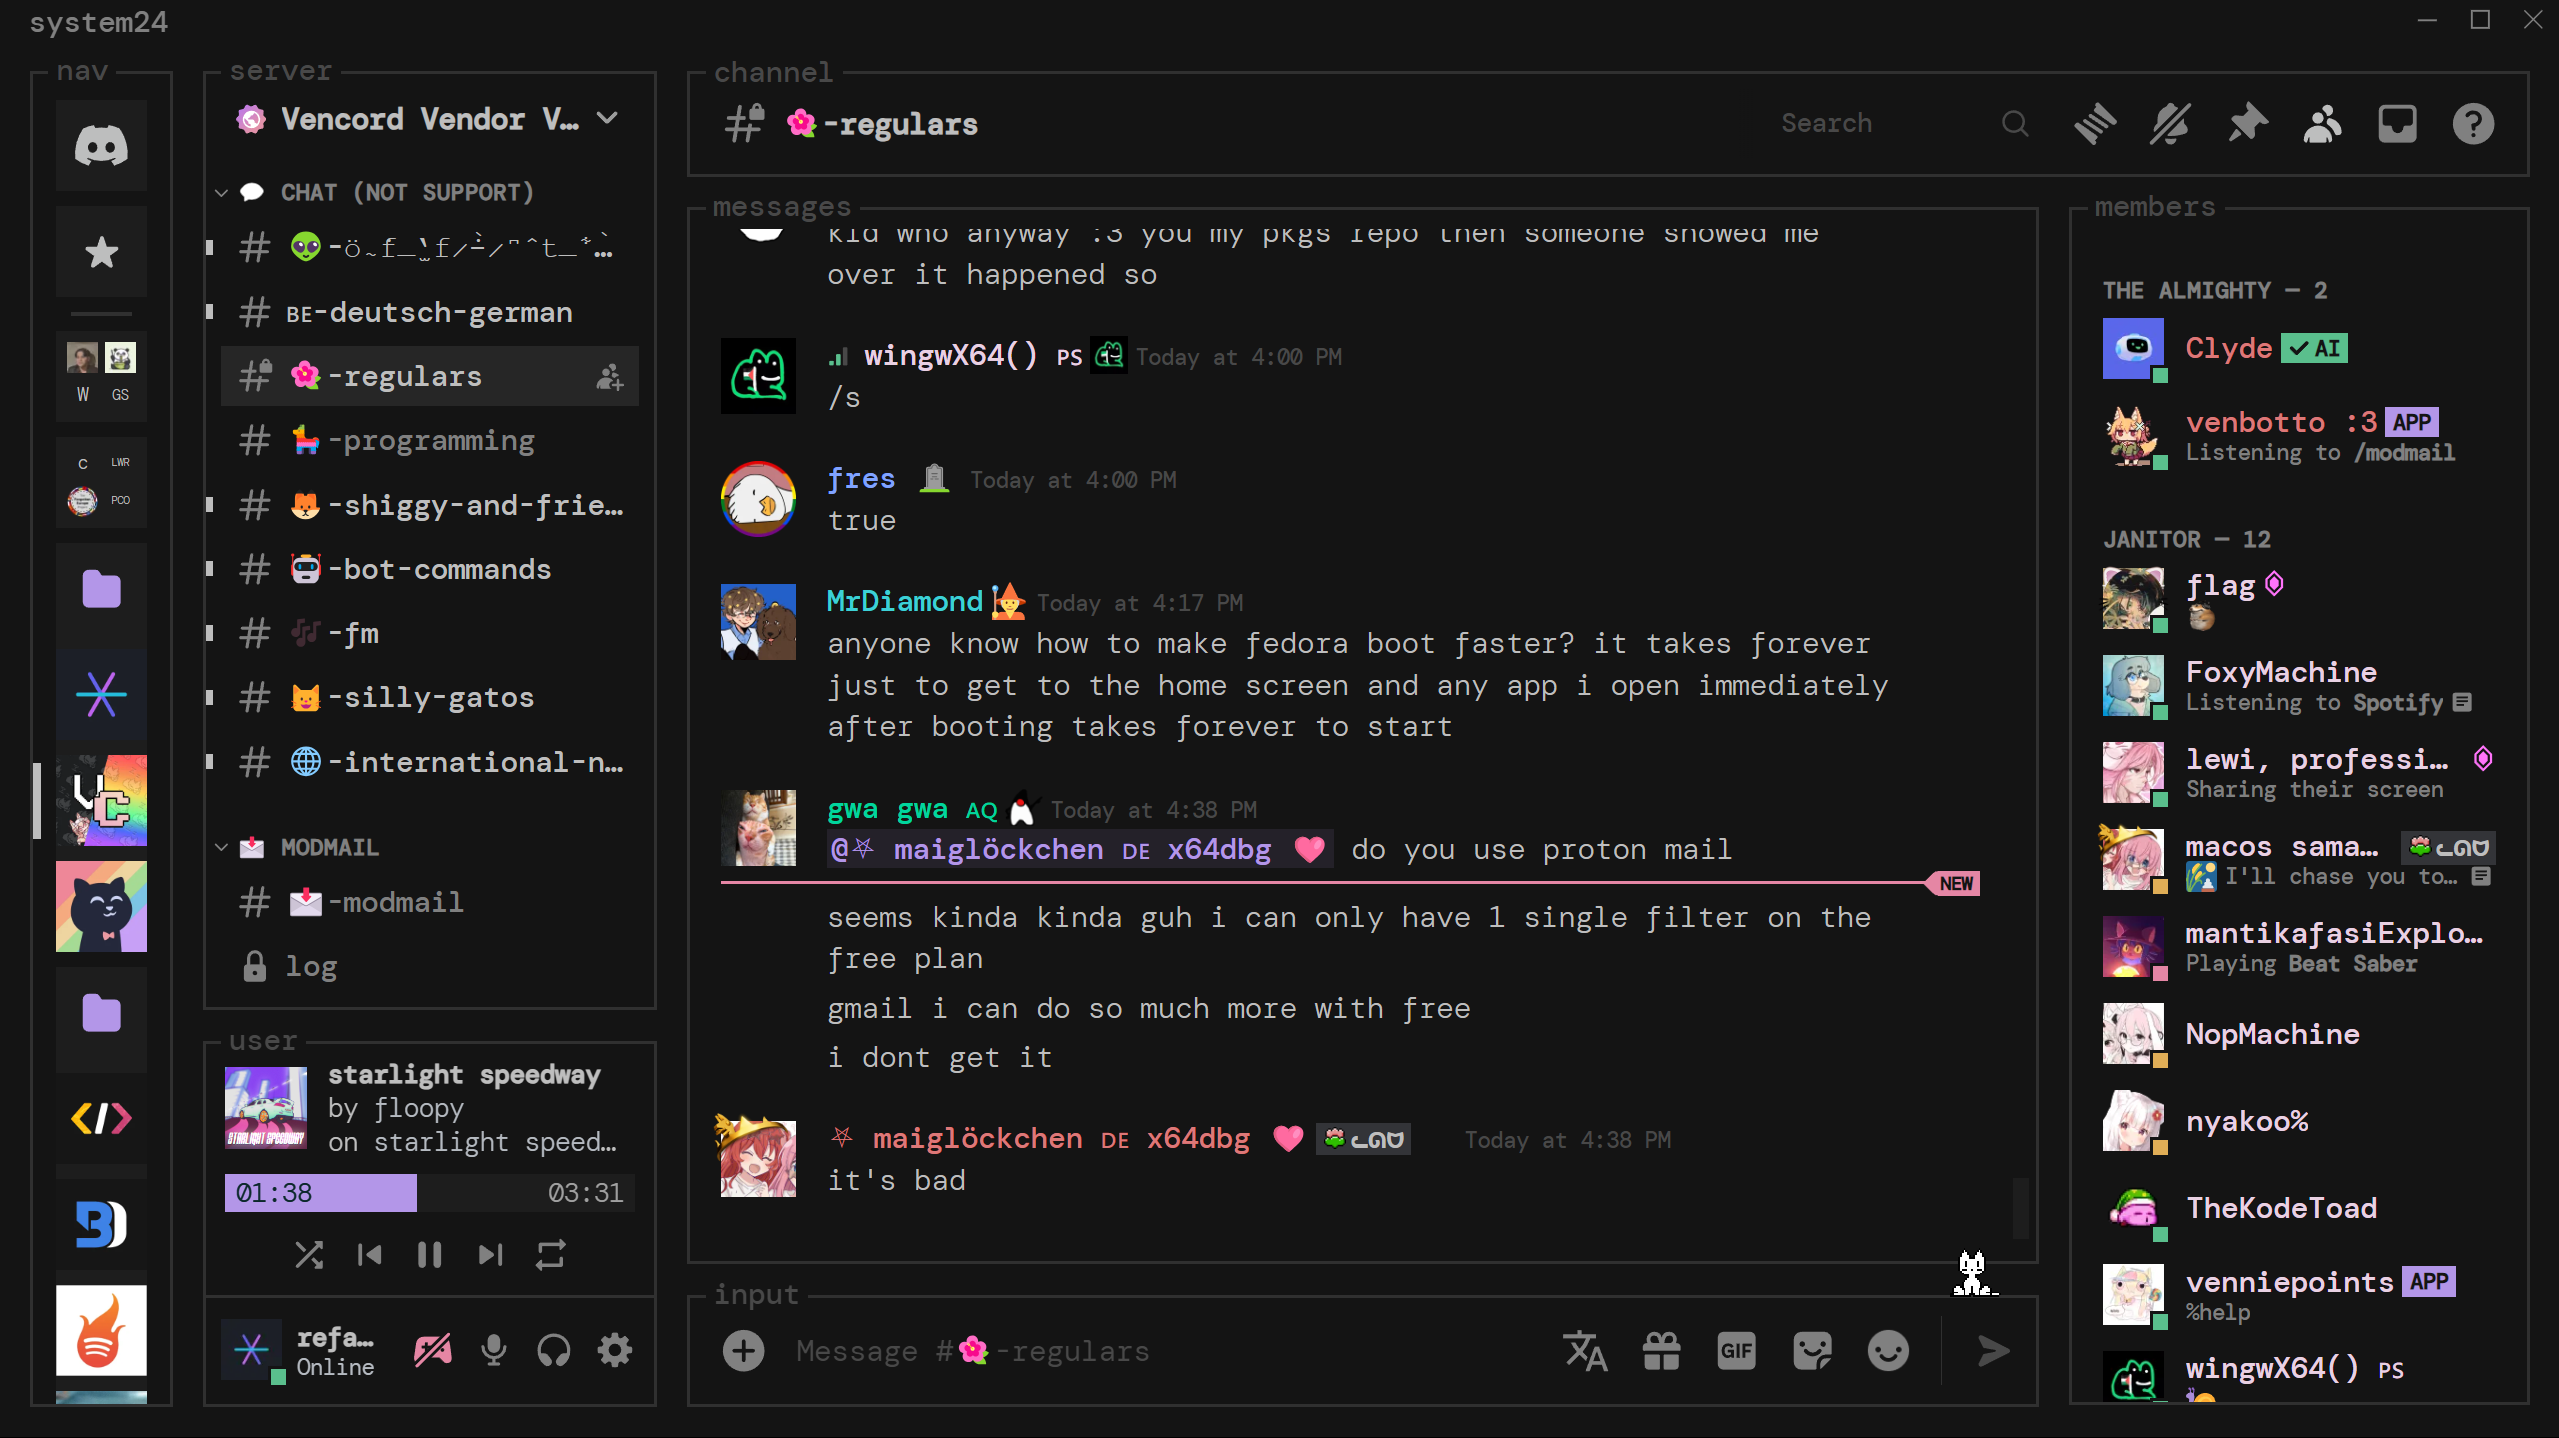 system24
nav
W GS
C LWR
PCO
server
Vencord Vendor V…
CHAT (NOT SUPPORT)
BE-deutsch-german
-regulars
-programming
-shiggy-and-frie…
-bot-commands
-fm
-silly-gatos
-international-n…
MODMAIL
-modmail
log
user
starlight speedway
by floopy
on starlight speed…
01:38 03:31
refa…
Online
channel
-regulars
Search
messages
kid who anyway :3 you my pkgs repo then someone showed me
over it happened so
wingwX64() PS Today at 4:00 PM
/s
fres Today at 4:00 PM
true
MrDiamond Today at 4:17 PM
anyone know how to make fedora boot faster? it takes forever
just to get to the home screen and any app i open immediately
after booting takes forever to start
gwa gwa AQ Today at 4:38 PM
@⛧ maiglöckchen DE x64dbg 🩷 do you use proton mail
NEW
seems kinda kinda guh i can only have 1 single filter on the
free plan
gmail i can do so much more with free
i dont get it
⛧ maiglöckchen DE x64dbg 🩷 Today at 4:38 PM
it's bad
input
Message #🌺-regulars
GIF
members
THE ALMIGHTY — 2
Clyde ✓ AI
venbotto :3 APP
Listening to /modmail
JANITOR — 12
flag
FoxyMachine
Listening to Spotify
lewi, professi…
Sharing their screen
macos sama…
I'll chase you to…
mantikafasiExplo…
Playing Beat Saber
NopMachine
nyakoo%
TheKodeToad
venniepoints APP
%help
wingwX64() PS